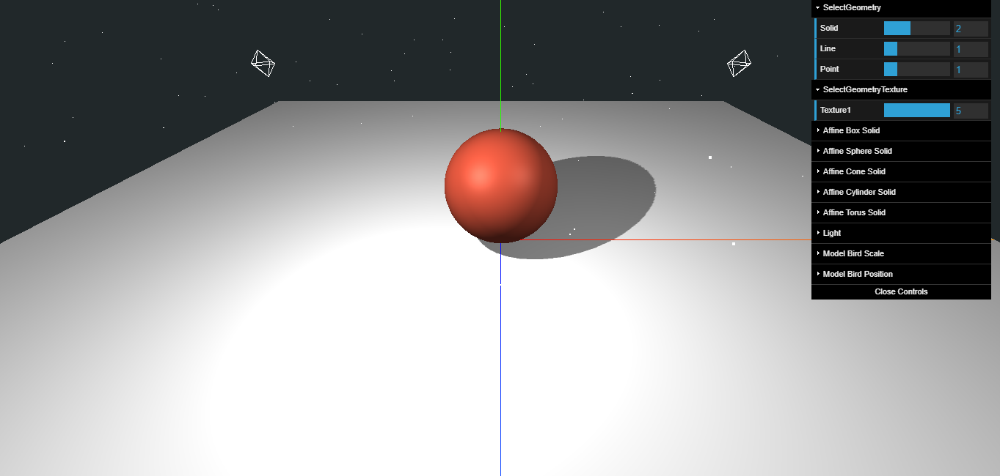 SelectGeometry
Solid 2
Line 1
Point 1
SelectGeometryTexture
Texture1 5
Affine Box Solid
Affine Sphere Solid
Affine Cone Solid
Affine Cylinder Solid
Affine Torus Solid
Light
Model Bird Scale
Model Bird Position
Close Controls